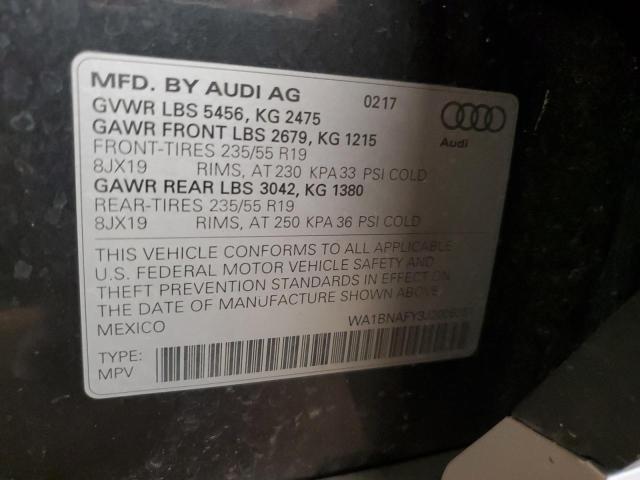 MFD. BY AUDI AG 0217
GVWR LBS 5456, KG 2475
GAWR FRONT LBS 2679, KG 1215
FRONT-TIRES 235/55 R19
8JX19 RIMS, AT 230 KPA 33 PSI COLD
GAWR REAR LBS 3042, KG 1380
REAR-TIRES 235/55 R19
8JX19 RIMS, AT 250 KPA 36 PSI COLD
Audi
THIS VEHICLE CONFORMS TO ALL APPLICABLE
U.S. FEDERAL MOTOR VEHICLE SAFETY AND
THEFT PREVENTION STANDARDS IN EFFECT ON
THE DATE OF MANUFACTURE SHOWN ABOVE.
MEXICO
TYPE:
MPV